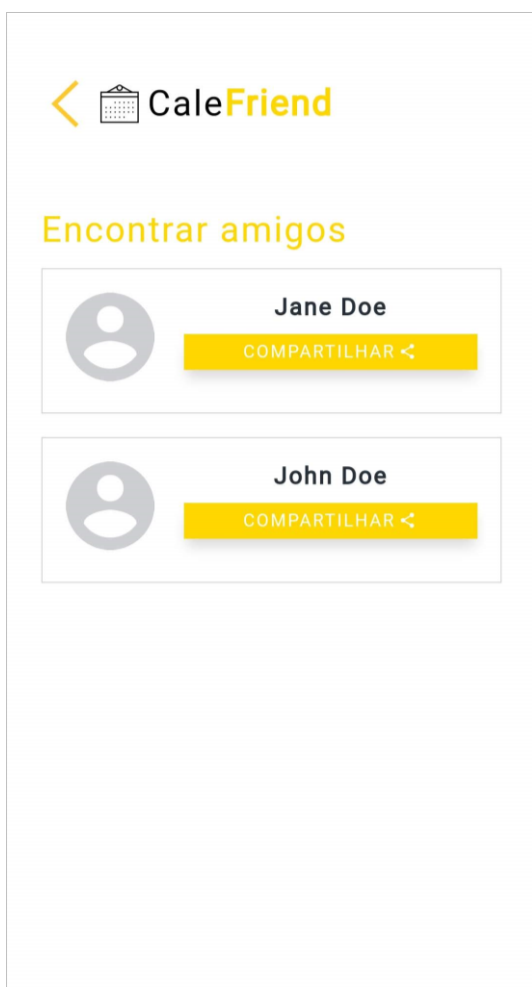 CaleFriend
Encontrar amigos
Jane Doe
COMPARTILHAR
John Doe
COMPARTILHAR